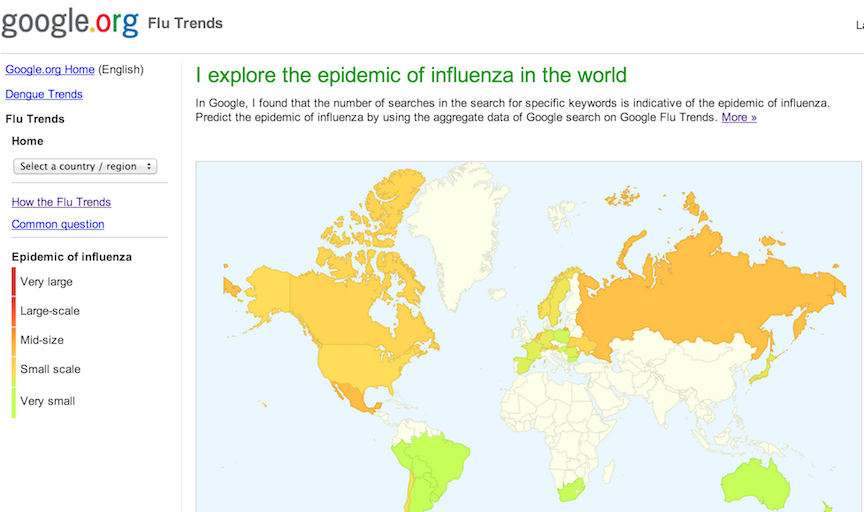 google.org Flu Trends
La
Google.org Home (English)
Dengue Trends
Flu Trends
Home
Select a country / region
How the Flu Trends
Common question
Epidemic of influenza
Very large
Large-scale
Mid-size
Small scale
Very small
I explore the epidemic of influenza in the world
In Google, I found that the number of searches in the search for specific keywords is indicative of the epidemic of influenza.
Predict the epidemic of influenza by using the aggregate data of Google search on Google Flu Trends. More »